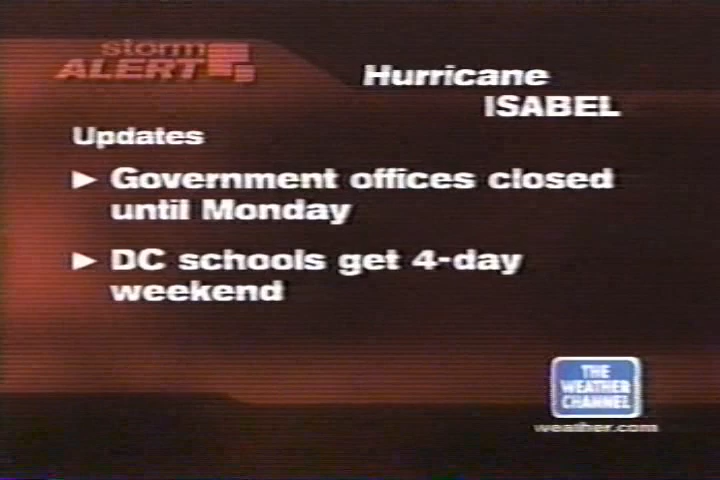 storm
ALERT
Hurricane
ISABEL
Updates
► Government offices closed
until Monday
► DC schools get 4-day
weekend
THE
WEATHER
CHANNEL
weather.com